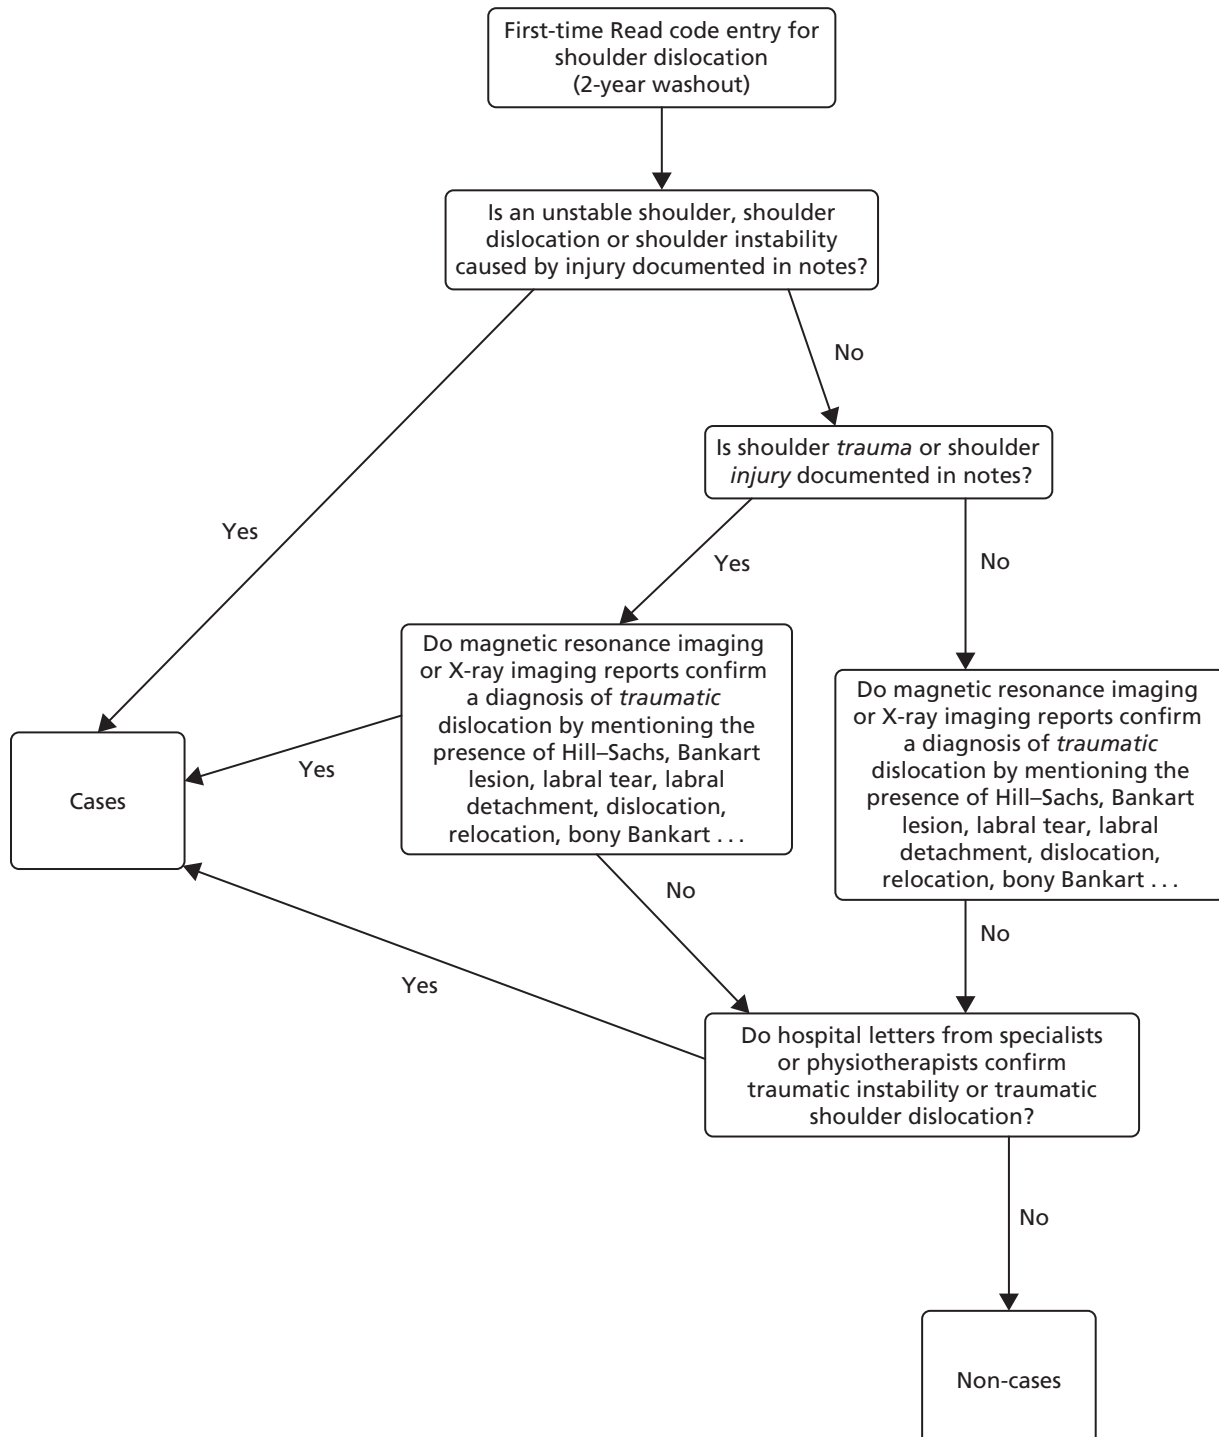 First-time Read code entry for
shoulder dislocation
(2-year washout)
Is an unstable shoulder, shoulder
dislocation or shoulder instability
caused by injury documented in notes?
No
Is shoulder trauma or shoulder
injury documented in notes?
Yes
Yes
No
Do magnetic resonance imaging
or X-ray imaging reports confirm
a diagnosis of traumatic
dislocation by mentioning the
presence of Hill–Sachs, Bankart
lesion, labral tear, labral
detachment, dislocation,
relocation, bony Bankart . . .
Do magnetic resonance imaging
or X-ray imaging reports confirm
a diagnosis of traumatic
dislocation by mentioning the
presence of Hill–Sachs, Bankart
lesion, labral tear, labral
detachment, dislocation,
relocation, bony Bankart . . .
Yes
Cases
No
No
Yes
Do hospital letters from specialists
or physiotherapists confirm
traumatic instability or traumatic
shoulder dislocation?
No
Non-cases